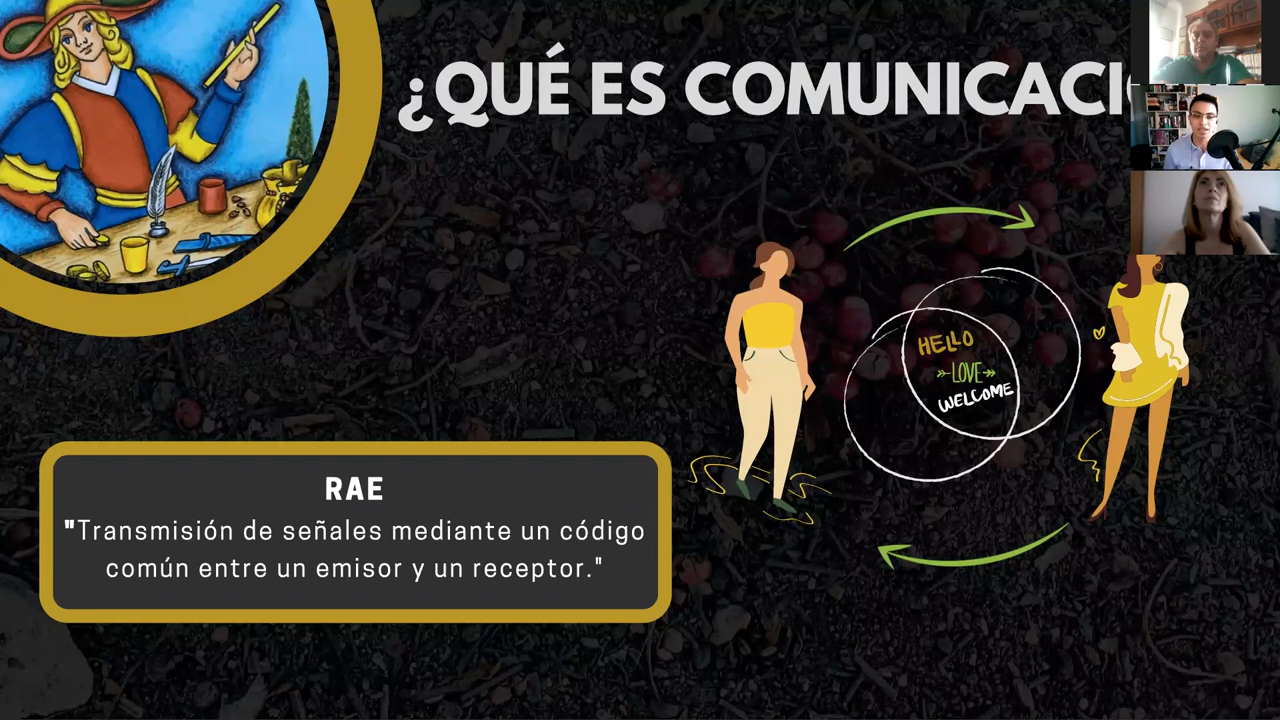 ¿QUÉ ES COMUNICACI
HELLO
LOVE
WELCOME
RAE
"Transmisión de señales mediante un código
común entre un emisor y un receptor."